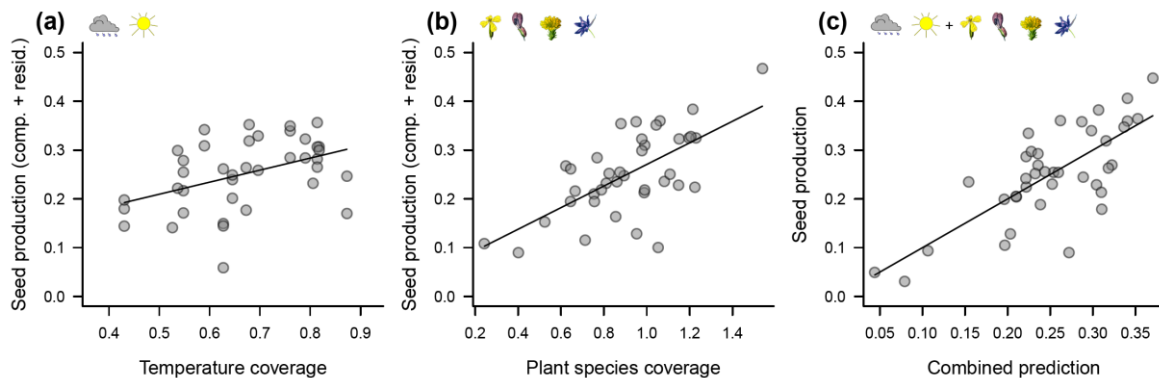 (a)
Seed production (comp. + resid.)
0.5
0.4
0.3
0.2
0.1
0.0
0.4 0.5 0.6 0.7 0.8 0.9
Temperature coverage
(b)
Seed production (comp. + resid.)
0.5
0.4
0.3
0.2
0.1
0.0
0.2 0.4 0.6 0.8 1.0 1.2 1.4
Plant species coverage
(c)
+
Seed production
0.5
0.4
0.3
0.2
0.1
0.0
0.05 0.10 0.15 0.20 0.25 0.30 0.35
Combined prediction